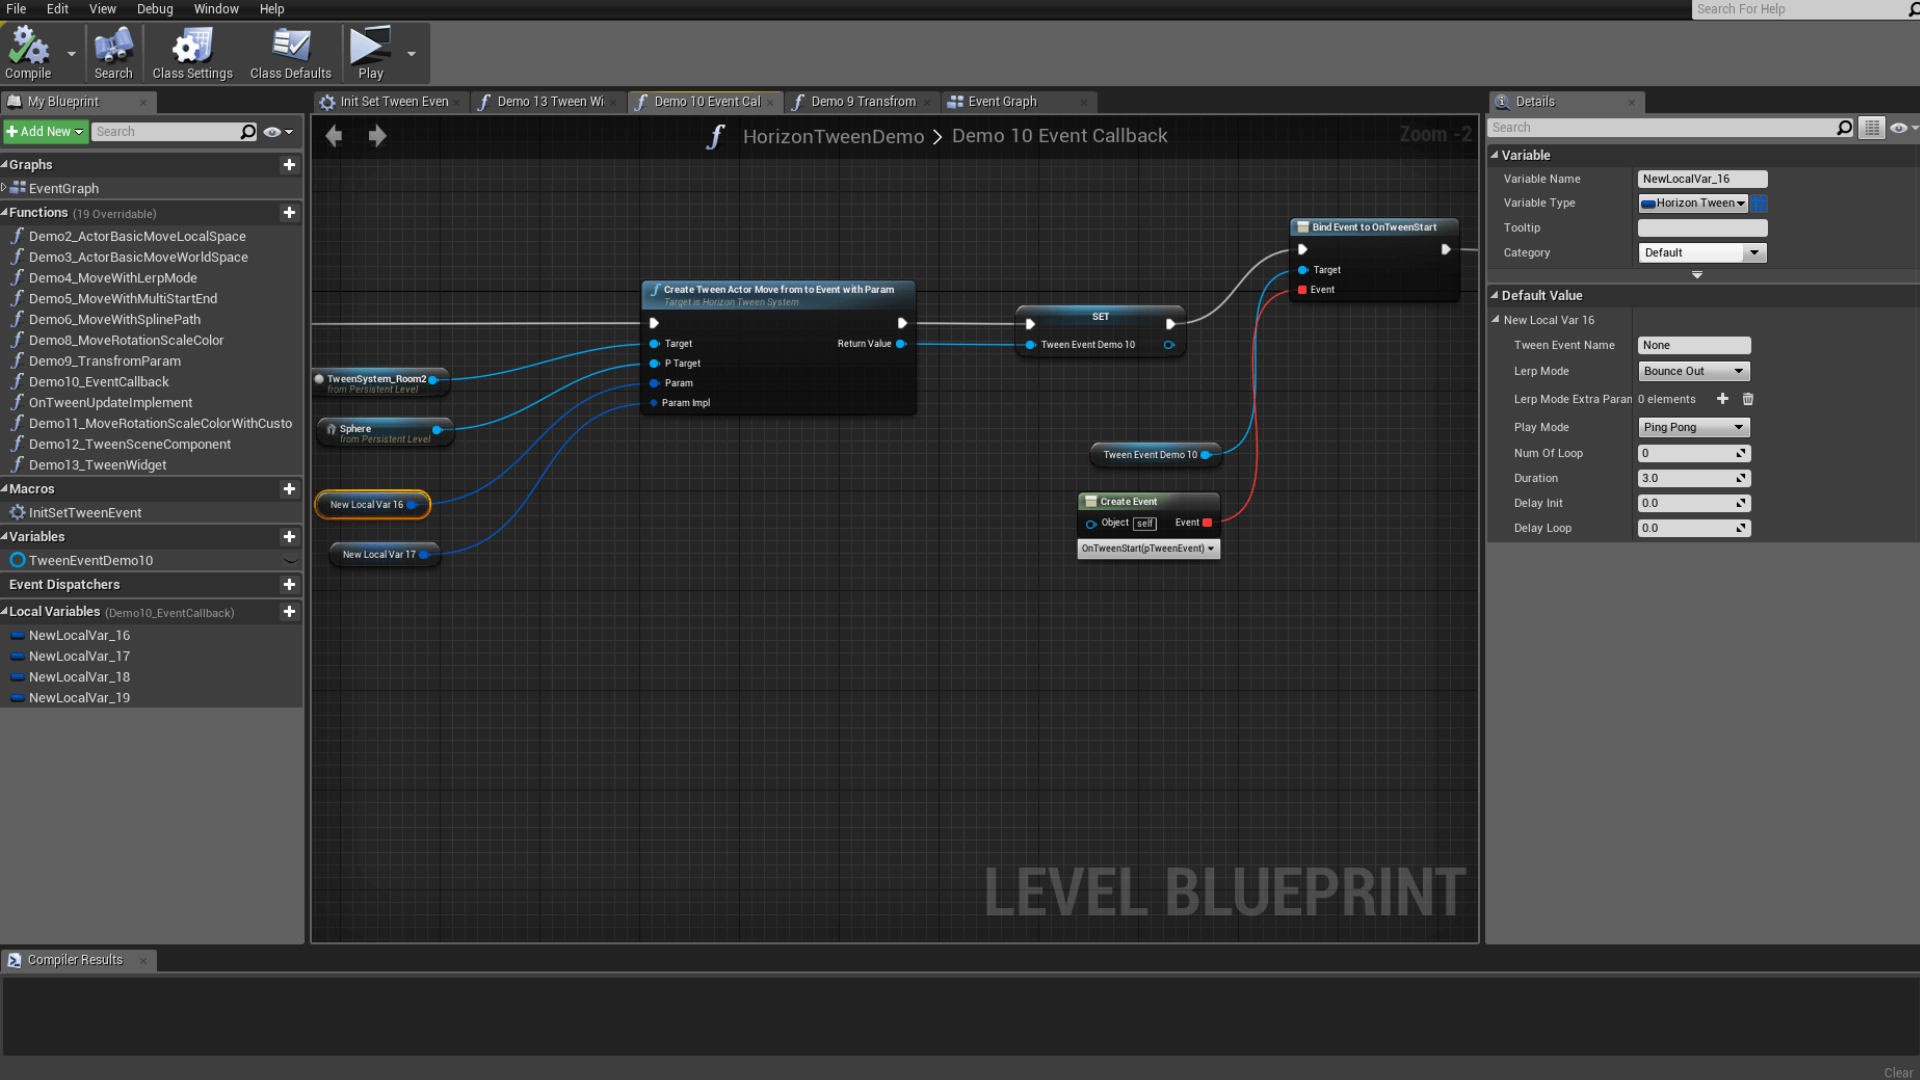 File Edit View Debug Window Help
Search For Help
Compile Search Class Settings Class Defaults Play
My Blueprint
Init Set Tween Even
Demo 13 Tween Wi
Demo 10 Event Cal
Demo 9 Transfrom
Event Graph
Details
Add New
Search
HorizonTweenDemo > Demo 10 Event Callback
Zoom -2
Graphs
EventGraph
Functions (19 Overridable)
Demo2_ActorBasicMoveLocalSpace
Demo3_ActorBasicMoveWorldSpace
Demo4_MoveWithLerpMode
Demo5_MoveWithMultiStartEnd
Demo6_MoveWithSplinePath
Demo8_MoveRotationScaleColor
Demo9_TransfromParam
Demo10_EventCallback
OnTweenUpdateImplement
Demo11_MoveRotationScaleColorWithCusto
Demo12_TweenSceneComponent
Demo13_TweenWidget
Macros
InitSetTweenEvent
Variables
TweenEventDemo10
Event Dispatchers
Local Variables (Demo10_EventCallback)
NewLocalVar_16
NewLocalVar_17
NewLocalVar_18
NewLocalVar_19
TweenSystem_Room2
from Persistent Level
Sphere
from Persistent Level
New Local Var 16
New Local Var 17
Create Tween Actor Move from to Event with Param
Target is Horizon Tween System
Target
Return Value
P Target
Param
Param Impl
SET
Tween Event Demo 10
Bind Event to OnTweenStart
Target
Event
Tween Event Demo 10
Create Event
Object self Event
OnTweenStart(pTweenEvent)
LEVEL BLUEPRINT
Search
Variable
Variable Name NewLocalVar_16
Variable Type Horizon Tween
Tooltip
Category Default
Default Value
New Local Var 16
Tween Event Name None
Lerp Mode Bounce Out
Lerp Mode Extra Param 0 elements
Play Mode Ping Pong
Num Of Loop 0
Duration 3.0
Delay Init 0.0
Delay Loop 0.0
Compiler Results
Clear